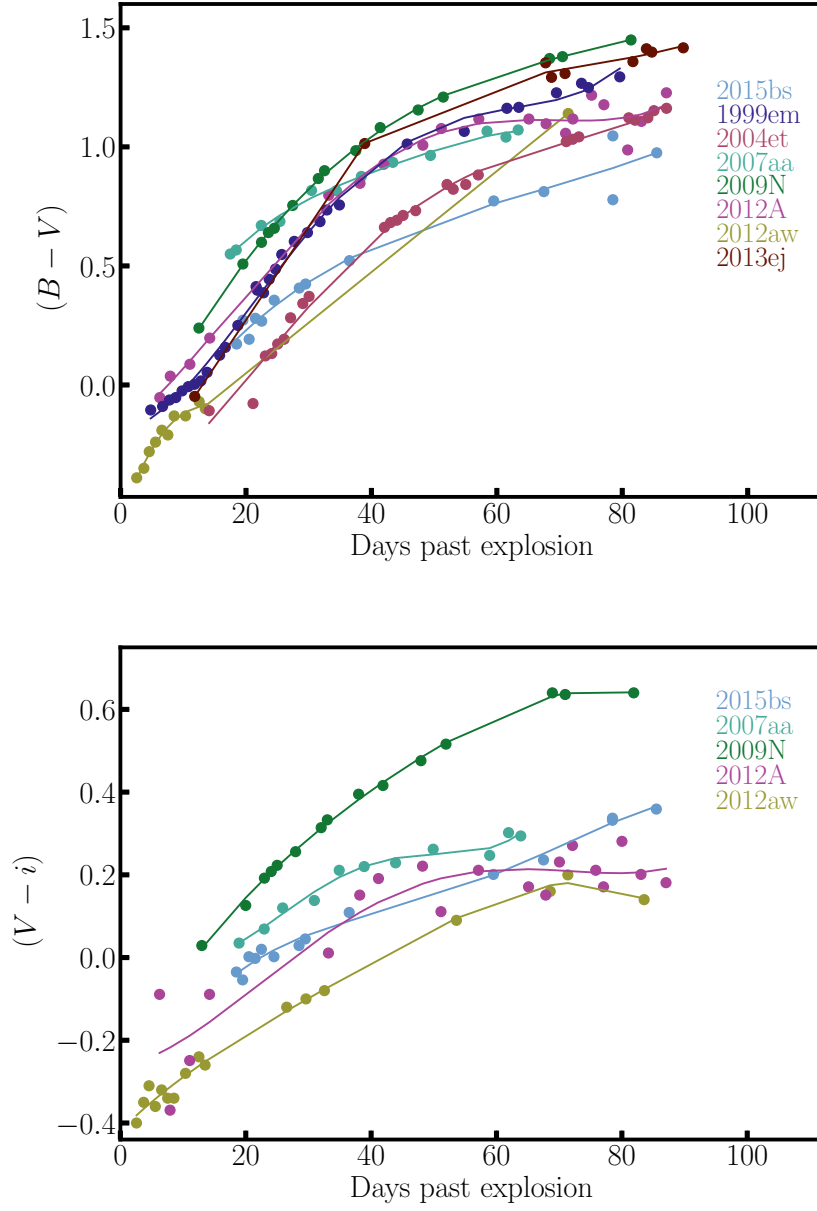 1.5
1.0
0.5
0.0
(B − V)
2015bs
1999em
2004et
2007aa
2009N
2012A
2012aw
2013ej
0 20 40 60 80 100
Days past explosion
0.6
0.4
0.2
0.0
−0.2
−0.4
(V − i)
2015bs
2007aa
2009N
2012A
2012aw
0 20 40 60 80 100
Days past explosion